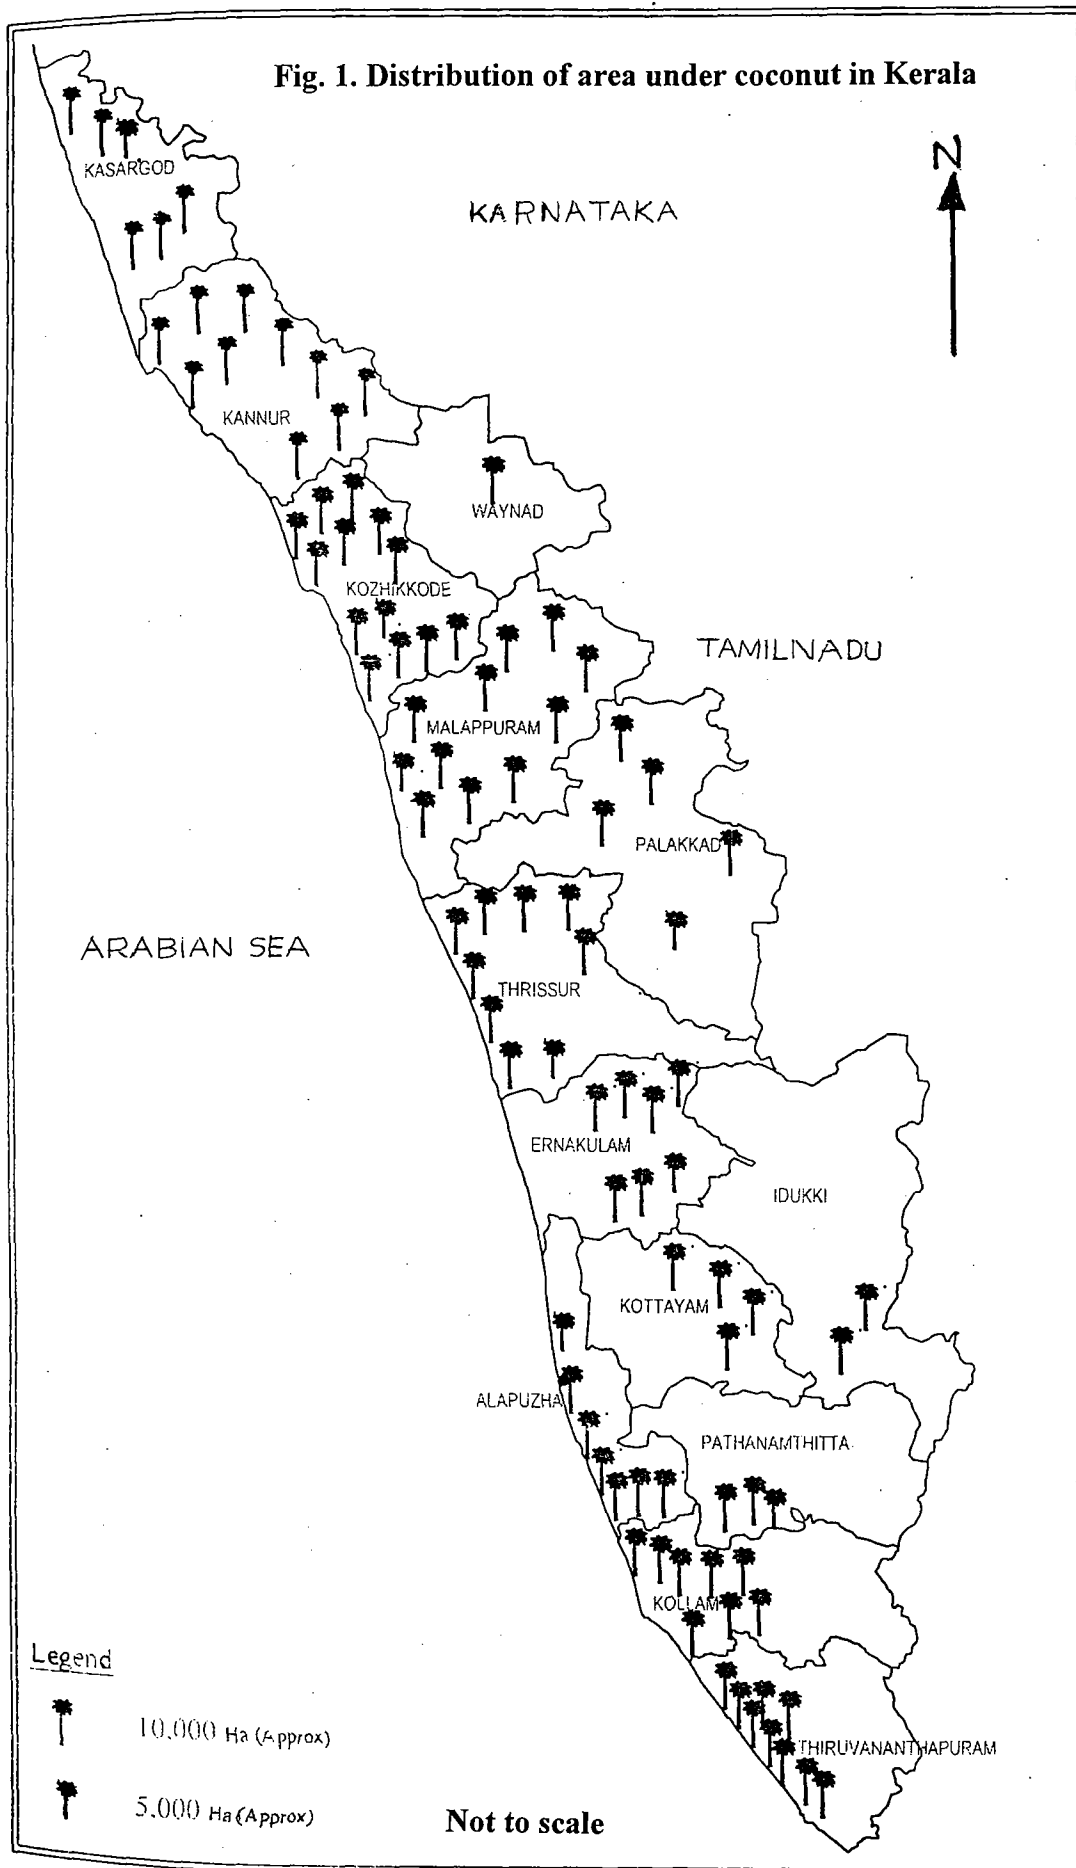 Fig. 1. Distribution of area under coconut in Kerala
N
KASARGOD
KARNATAKA
KANNUR
WAYNAD
KOZHIKKODE
TAMILNADU
MALAPPURAM
PALAKKAD
ARABIAN SEA
THRISSUR
ERNAKULAM
IDUKKI
KOTTAYAM
ALAPUZHA
PATHANAMTHITTA
KOLLAM
THIRUVANANTHAPURAM
Legend
10,000 Ha (Approx)
5,000 Ha (Approx)
Not to scale